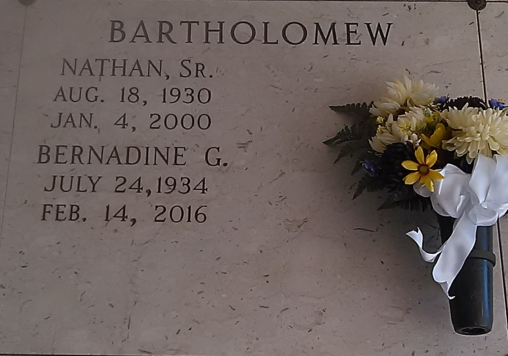 BARTHOLOMEW
NATHAN, SR.
AUG. 18, 1930
JAN. 4, 2000
BERNADINE G.
JULY 24,1934
FEB. 14, 2016